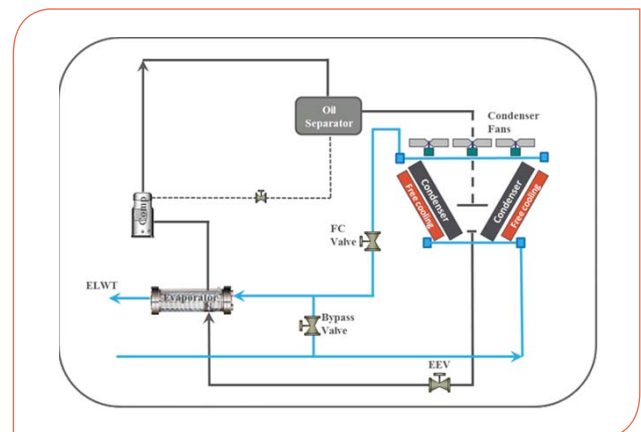 Oil
Separator
Condenser
Fans
Comp.
Free cooling
Condenser
Condenser
Free cooling
FC
Valve
ELWT
Evaporator
Bypass
Valve
EEV